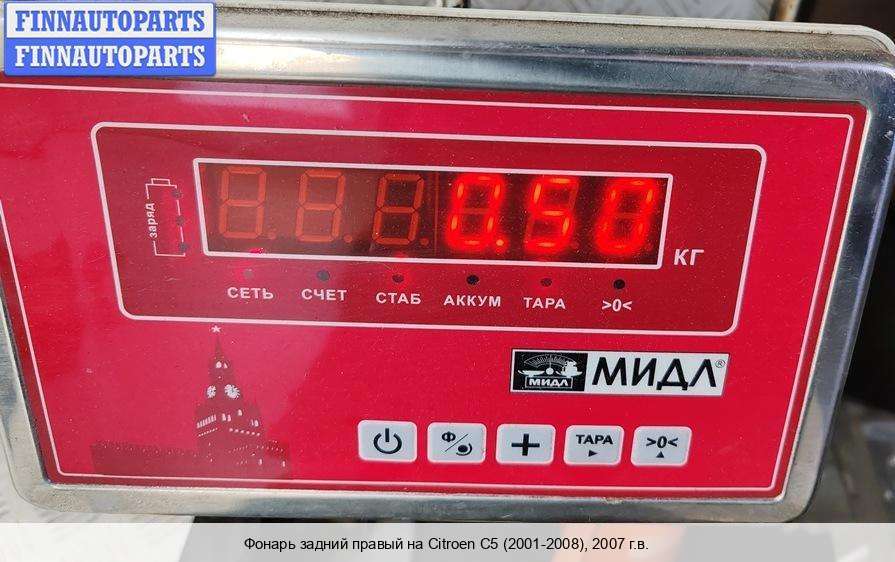 FINNAUTOPARTS
FINNAUTOPARTS
заряд
0.50
КГ
СЕТЬ СЧЕТ СТАБ АККУМ ТАРА >0<
МИДЛ МИДЛ®
Ф ТАРА >0<
Фонарь задний правый на Citroen C5 (2001-2008), 2007 г.в.